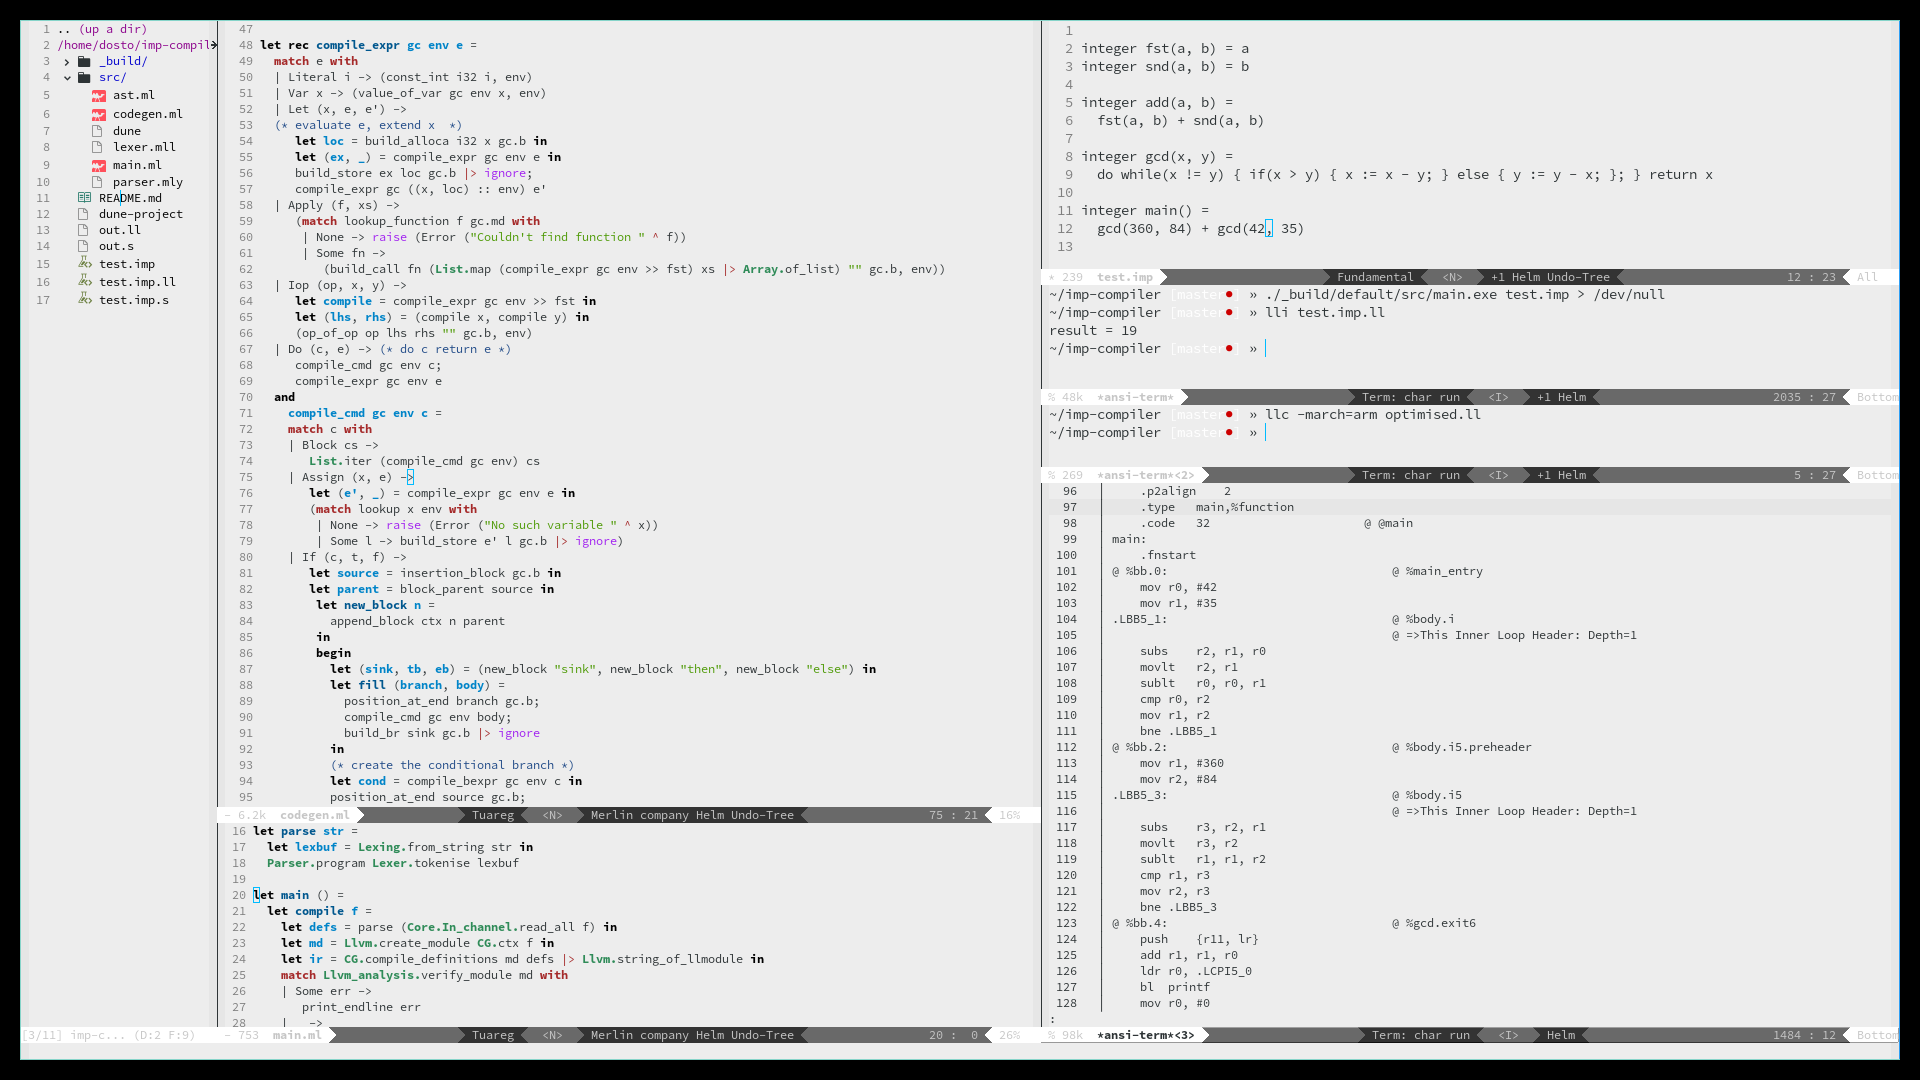 1 .. (up a dir)
2 /home/dosto/imp-compil→
3 _build/
4 src/
5 ast.ml
6 codegen.ml
7 dune
8 lexer.mll
9 main.ml
10 parser.mly
11 README.md
12 dune-project
13 out.ll
14 out.s
15 test.imp
16 test.imp.ll
17 test.imp.s
[3/11] imp-c... (D:2 F:9)
47
48 let rec compile_expr gc env e =
49   match e with
50   | Literal i -> (const_int i32 i, env)
51   | Var x -> (value_of_var gc env x, env)
52   | Let (x, e, e') ->
53   (* evaluate e, extend x  *)
54      let loc = build_alloca i32 x gc.b in
55      let (ex, _) = compile_expr gc env e in
56      build_store ex loc gc.b |> ignore;
57      compile_expr gc ((x, loc) :: env) e'
58   | Apply (f, xs) ->
59      (match lookup_function f gc.md with
60       | None -> raise (Error ("Couldn't find function " ^ f))
61       | Some fn ->
62          (build_call fn (List.map (compile_expr gc env >> fst) xs |> Array.of_list) "" gc.b, env))
63   | Iop (op, x, y) ->
64      let compile = compile_expr gc env >> fst in
65      let (lhs, rhs) = (compile x, compile y) in
66      (op_of_op op lhs rhs "" gc.b, env)
67   | Do (c, e) -> (* do c return e *)
68      compile_cmd gc env c;
69      compile_expr gc env e
70   and
71     compile_cmd gc env c =
72     match c with
73     | Block cs ->
74        List.iter (compile_cmd gc env) cs
75     | Assign (x, e) ->
76        let (e', _) = compile_expr gc env e in
77        (match lookup x env with
78         | None -> raise (Error ("No such variable " ^ x))
79         | Some l -> build_store e' l gc.b |> ignore)
80     | If (c, t, f) ->
81        let source = insertion_block gc.b in
82        let parent = block_parent source in
83         let new_block n =
84           append_block ctx n parent
85         in
86         begin
87           let (sink, tb, eb) = (new_block "sink", new_block "then", new_block "else") in
88           let fill (branch, body) =
89             position_at_end branch gc.b;
90             compile_cmd gc env body;
91             build_br sink gc.b |> ignore
92           in
93           (* create the conditional branch *)
94           let cond = compile_bexpr gc env c in
95           position_at_end source gc.b;
- 6.2k codegen.ml Tuareg <N> Merlin company Helm Undo-Tree 75 : 21 16%
16 let parse str =
17   let lexbuf = Lexing.from_string str in
18   Parser.program Lexer.tokenise lexbuf
19
20 let main () =
21   let compile f =
22     let defs = parse (Core.In_channel.read_all f) in
23     let md = Llvm.create_module CG.ctx f in
24     let ir = CG.compile_definitions md defs |> Llvm.string_of_llmodule in
25     match Llvm_analysis.verify_module md with
26     | Some err ->
27        print_endline err
28     |   ->
- 753 main.ml Tuareg <N> Merlin company Helm Undo-Tree 20 : 0 26%
1
2 integer fst(a, b) = a
3 integer snd(a, b) = b
4
5 integer add(a, b) =
6   fst(a, b) + snd(a, b)
7
8 integer gcd(x, y) =
9   do while(x != y) { if(x > y) { x := x - y; } else { y := y - x; }; } return x
10
11 integer main() =
12   gcd(360, 84) + gcd(42, 35)
13
* 239 test.imp Fundamental <N> +1 Helm Undo-Tree 12 : 23 All
~/imp-compiler [master●] » ./_build/default/src/main.exe test.imp > /dev/null
~/imp-compiler [master●] » lli test.imp.ll
result = 19
~/imp-compiler [master●] »
% 48k *ansi-term* Term: char run <I> +1 Helm 2035 : 27 Bottom
~/imp-compiler [master●] » llc -march=arm optimised.ll
~/imp-compiler [master●] »
% 269 *ansi-term*<2> Term: char run <I> +1 Helm 5 : 27 Bottom
96 .p2align 2
97 .type main,%function
98 .code 32 @ @main
99 main:
100 .fnstart
101 @ %bb.0: @ %main_entry
102 mov r0, #42
103 mov r1, #35
104 .LBB5_1: @ %body.i
105 @ =>This Inner Loop Header: Depth=1
106 subs r2, r1, r0
107 movlt r2, r1
108 sublt r0, r0, r1
109 cmp r0, r2
110 mov r1, r2
111 bne .LBB5_1
112 @ %bb.2: @ %body.i5.preheader
113 mov r1, #360
114 mov r2, #84
115 .LBB5_3: @ %body.i5
116 @ =>This Inner Loop Header: Depth=1
117 subs r3, r2, r1
118 movlt r3, r2
119 sublt r1, r1, r2
120 cmp r1, r3
121 mov r2, r3
122 bne .LBB5_3
123 @ %bb.4: @ %gcd.exit6
124 push {r11, lr}
125 add r1, r1, r0
126 ldr r0, .LCPI5_0
127 bl printf
128 mov r0, #0
:
% 98k *ansi-term*<3> Term: char run <I> Helm 1484 : 12 Bottom